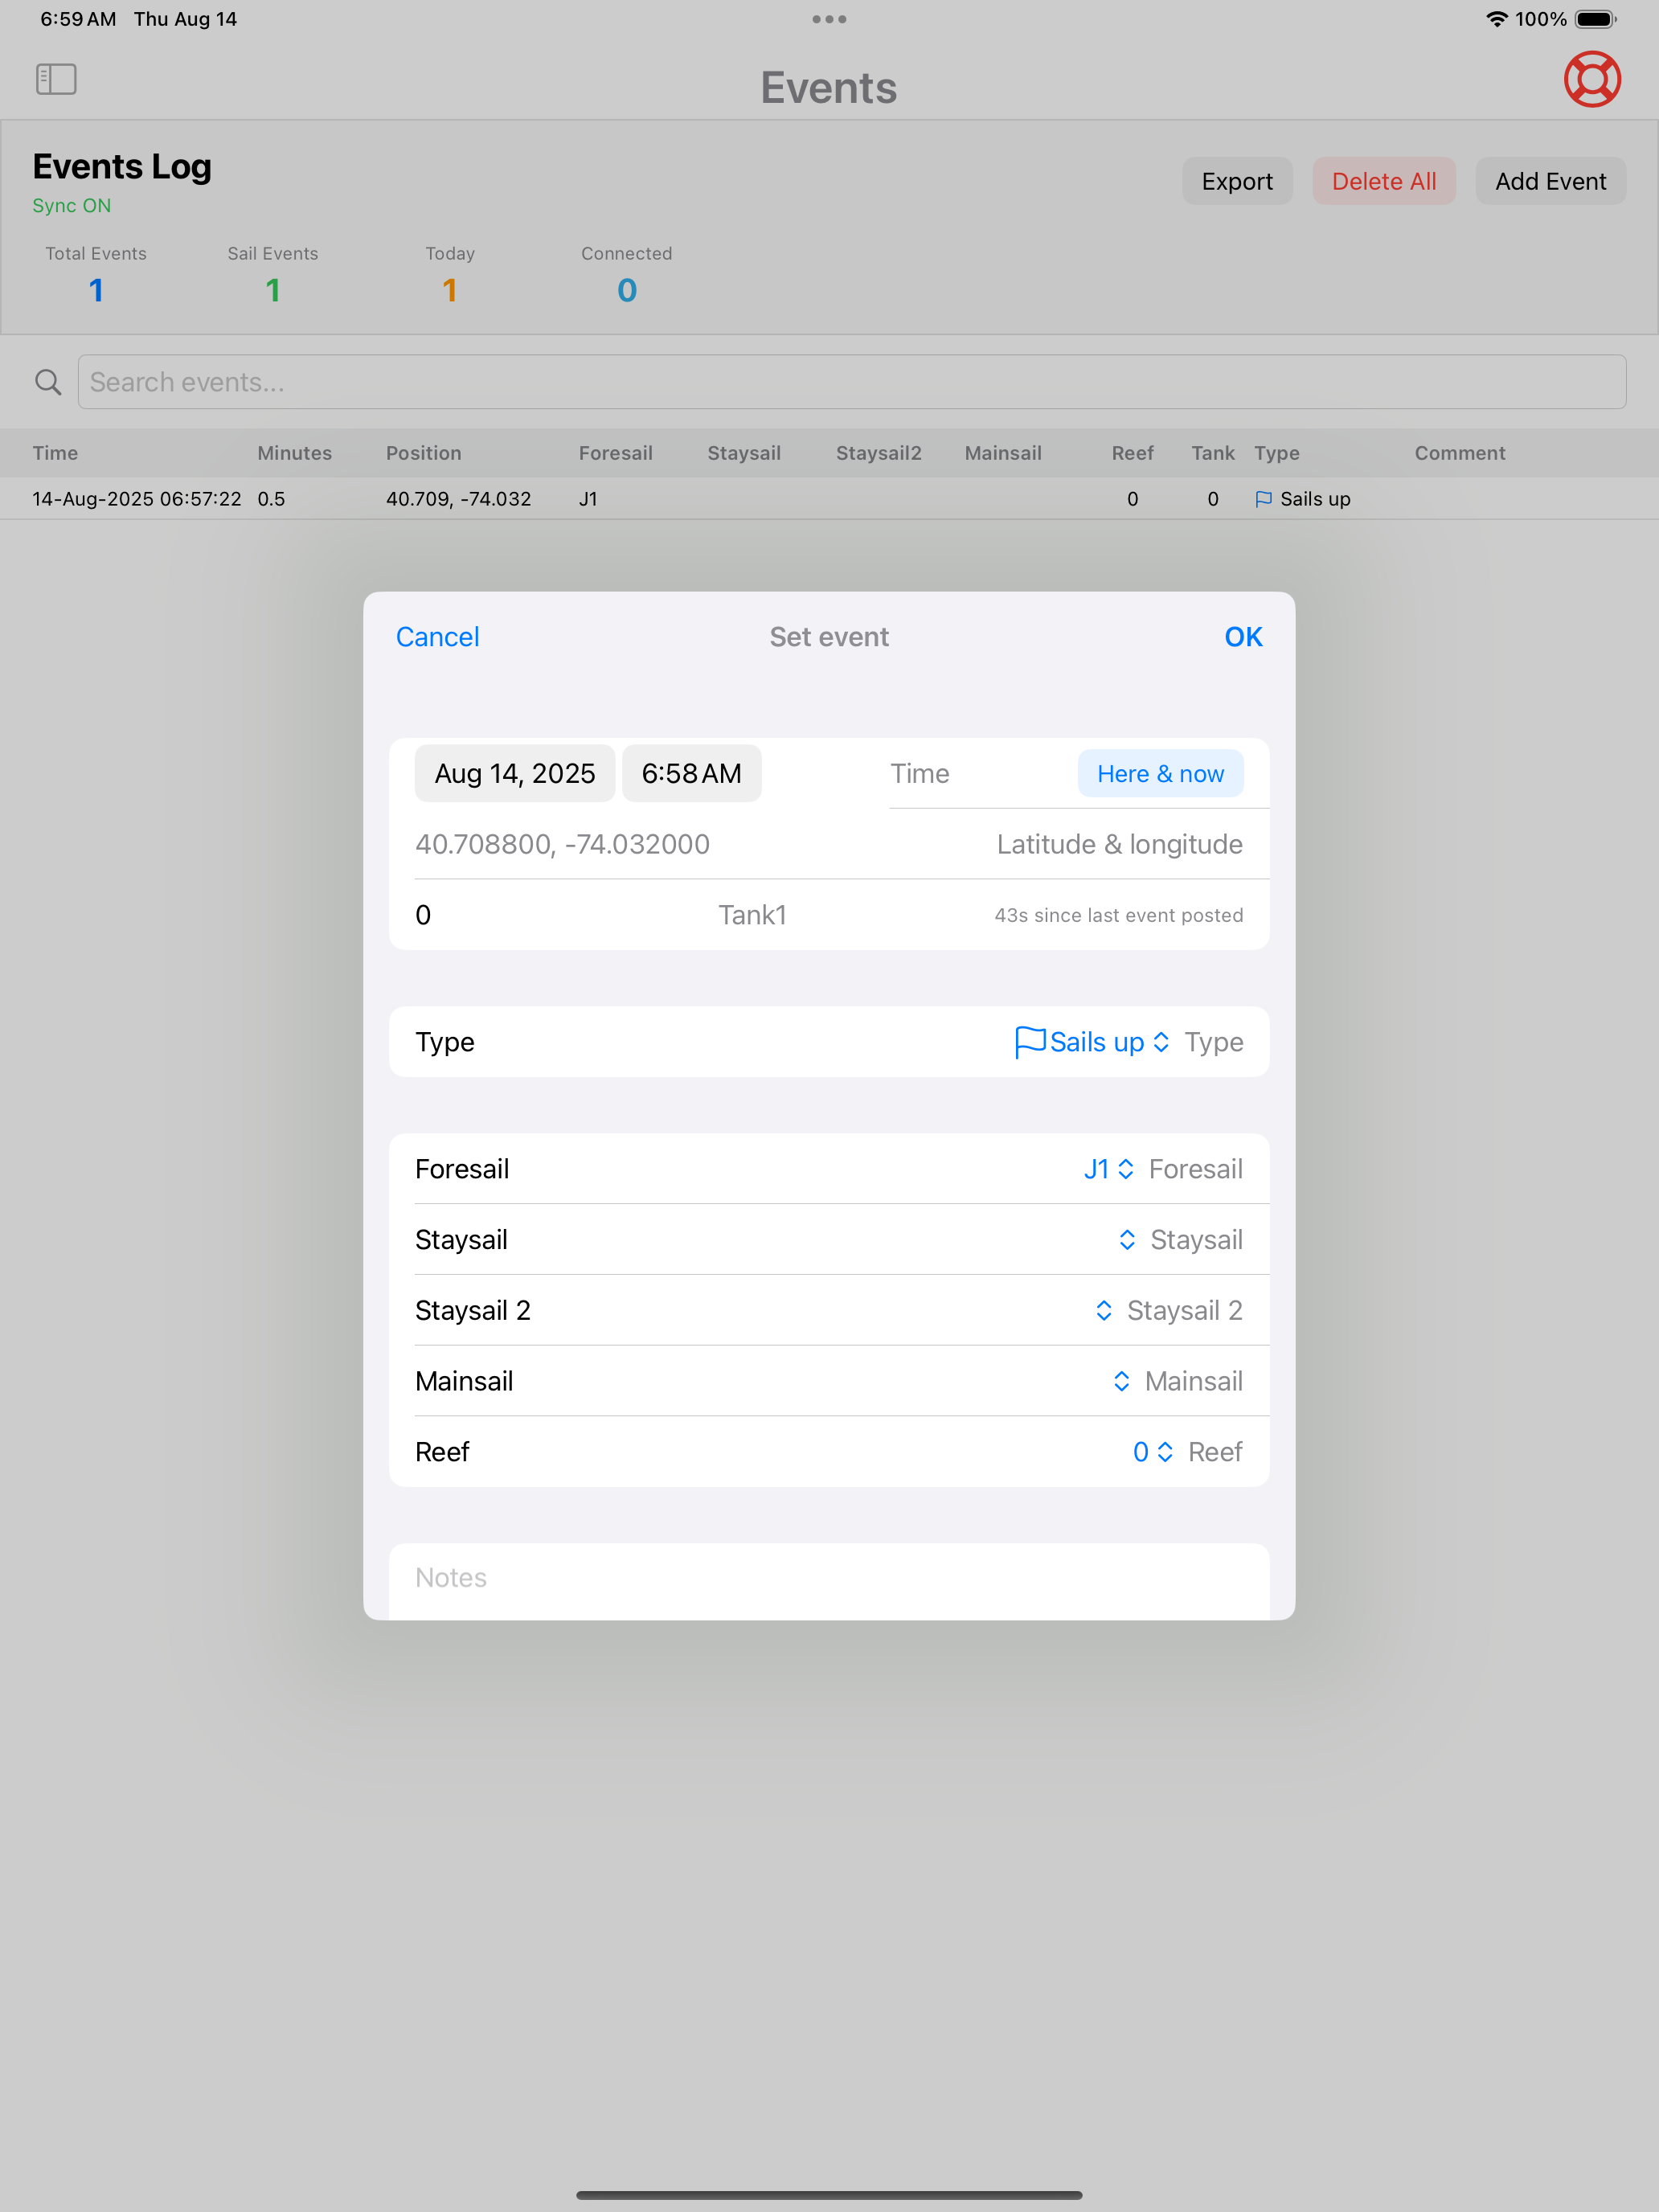 6:59 AM Thu Aug 14 100%
Events
Events Log
Sync ON
Export Delete All Add Event
Total Events Sail Events Today Connected
1 1 1 0
Search events...
Time Minutes Position Foresail Staysail Staysail2 Mainsail Reef Tank Type Comment
14-Aug-2025 06:57:22 0.5 40.709, -74.032 J1 0 0 Sails up
Cancel Set event OK
Aug 14, 2025 6:58 AM Time Here & now
40.708800, -74.032000 Latitude & longitude
0 Tank1 43s since last event posted
Type Sails up Type
Foresail J1 Foresail
Staysail Staysail
Staysail 2 Staysail 2
Mainsail Mainsail
Reef 0 Reef
Notes